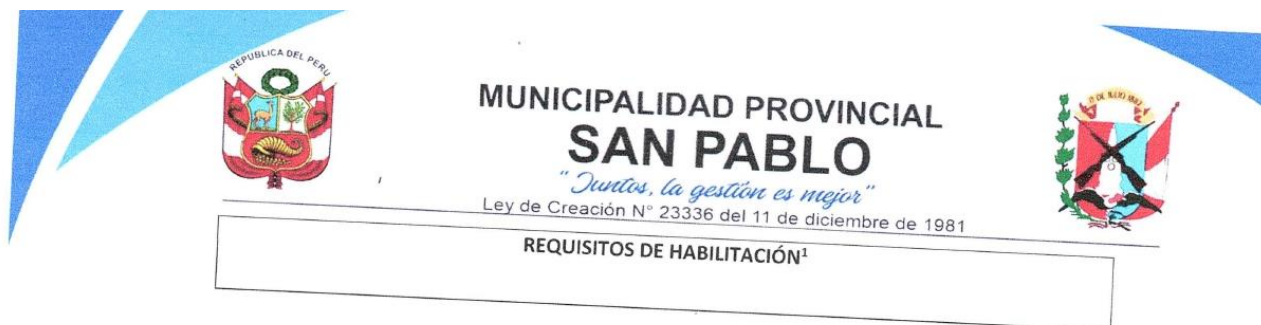 REPUBLICA DEL PERU
MUNICIPALIDAD PROVINCIAL
SAN PABLO
"Juntos, la gestión es mejor"
Ley de Creación N° 23336 del 11 de diciembre de 1981
REQUISITOS DE HABILITACIÓN¹